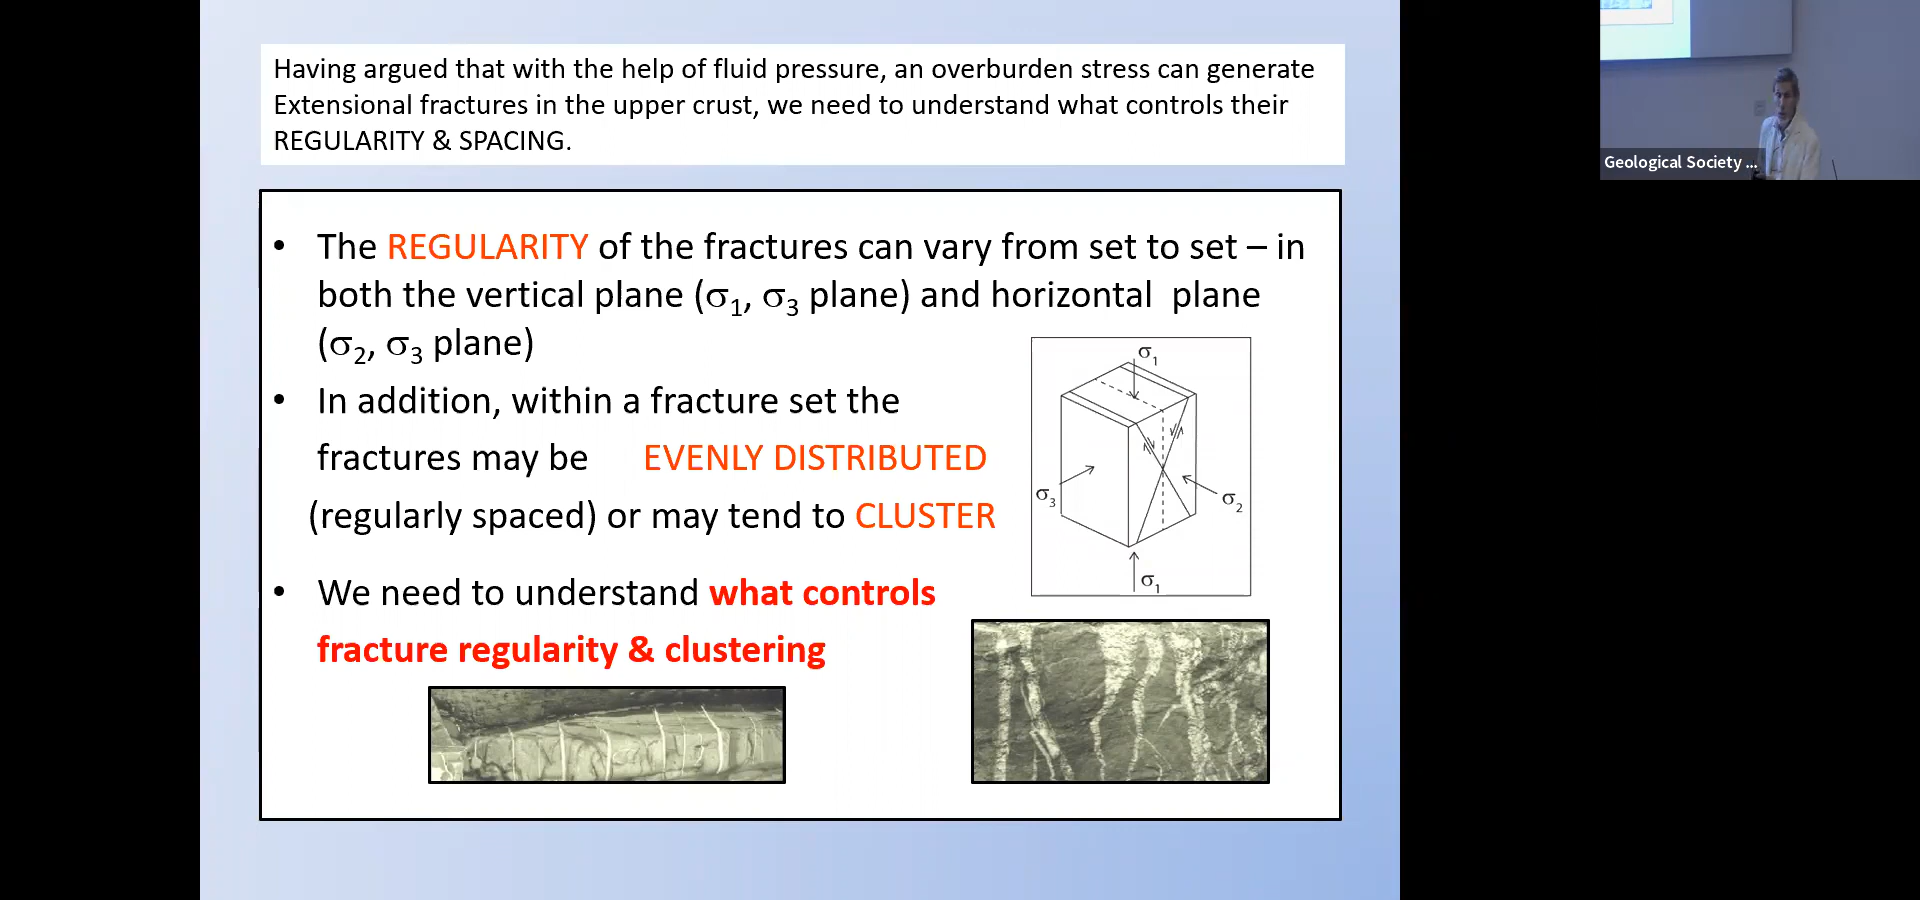 Having argued that with the help of fluid pressure, an overburden stress can generate
Extensional fractures in the upper crust, we need to understand what controls their
REGULARITY & SPACING.
• The REGULARITY of the fractures can vary from set to set – in
both the vertical plane (σ1, σ3 plane) and horizontal plane
(σ2, σ3 plane)
• In addition, within a fracture set the
fractures may be EVENLY DISTRIBUTED
(regularly spaced) or may tend to CLUSTER
• We need to understand what controls
fracture regularity & clustering
σ1
σ3
σ2
σ1
Geological Society ...